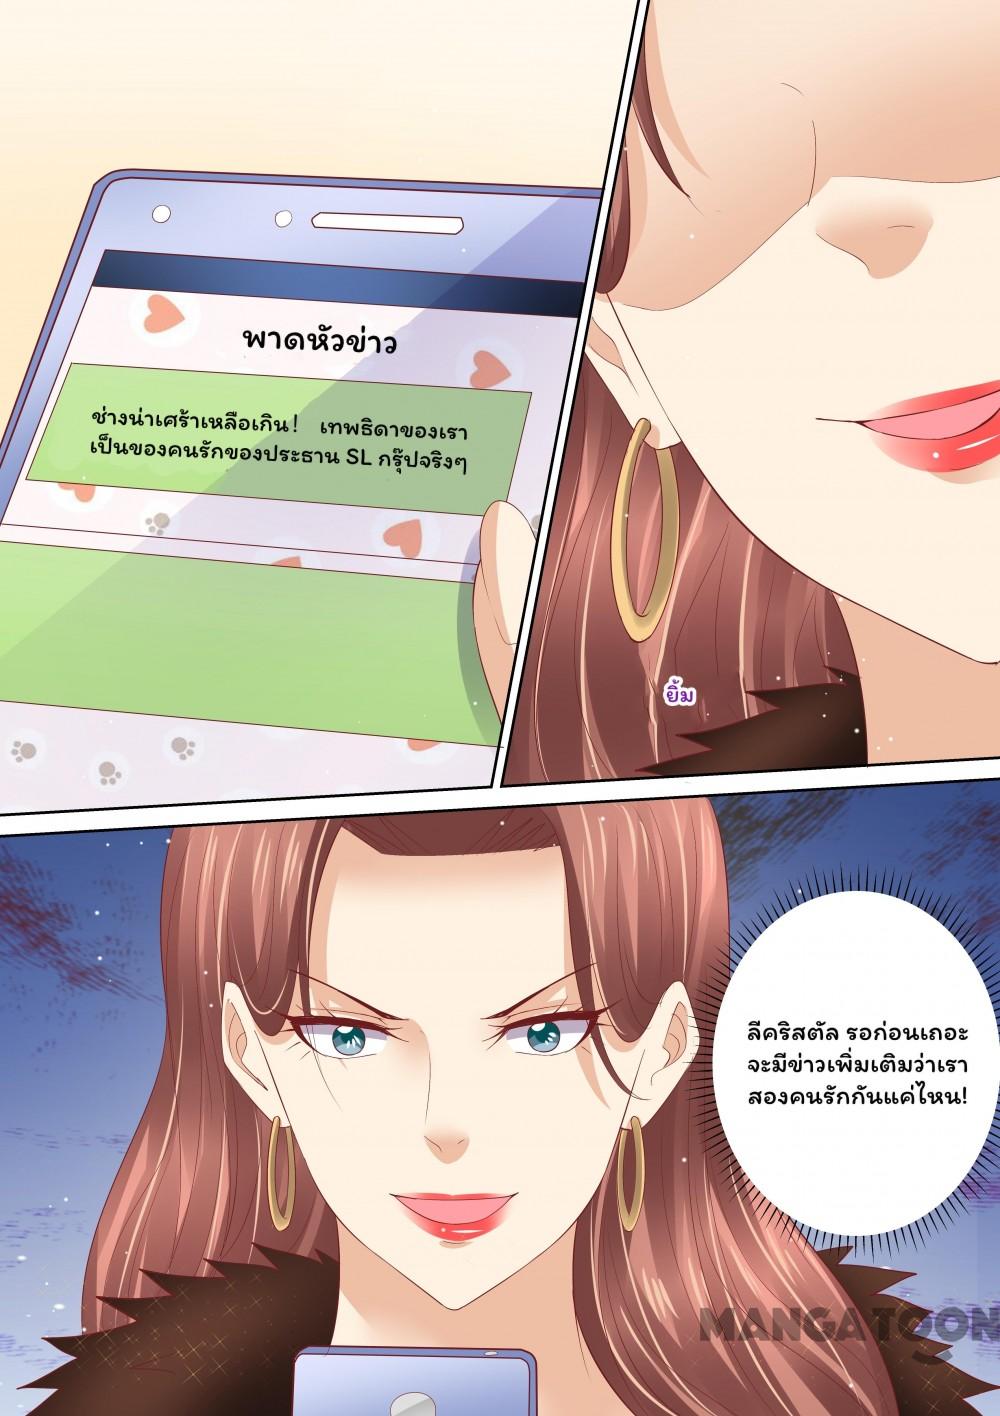 พาดหัวข่าว
ช่างน่าเศร้าเหลือเกิน! เทพธิดาของเรา
เป็นของคนรักของประธาน SL กรุ๊ปจริงๆ
ยิ้ม
ลีคริสตัล รอก่อนเถอะ
จะมีข่าวเพิ่มเติมว่าเรา
สองคนรักกันแค่ไหน!
MANGATOON